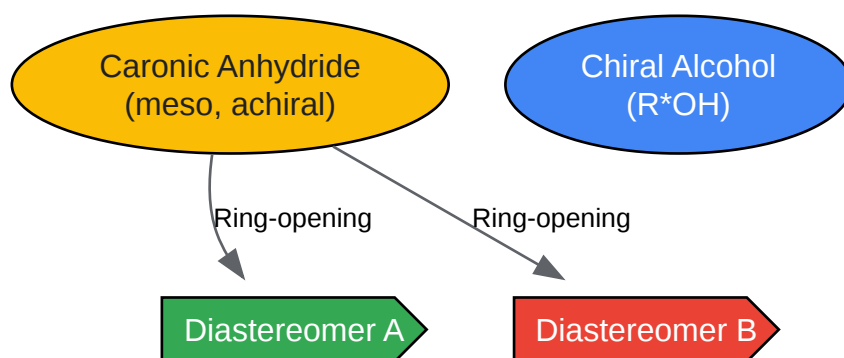 Caronic Anhydride
(meso, achiral)
Chiral Alcohol
(R*OH)
Ring-opening
Ring-opening
Diastereomer A
Diastereomer B